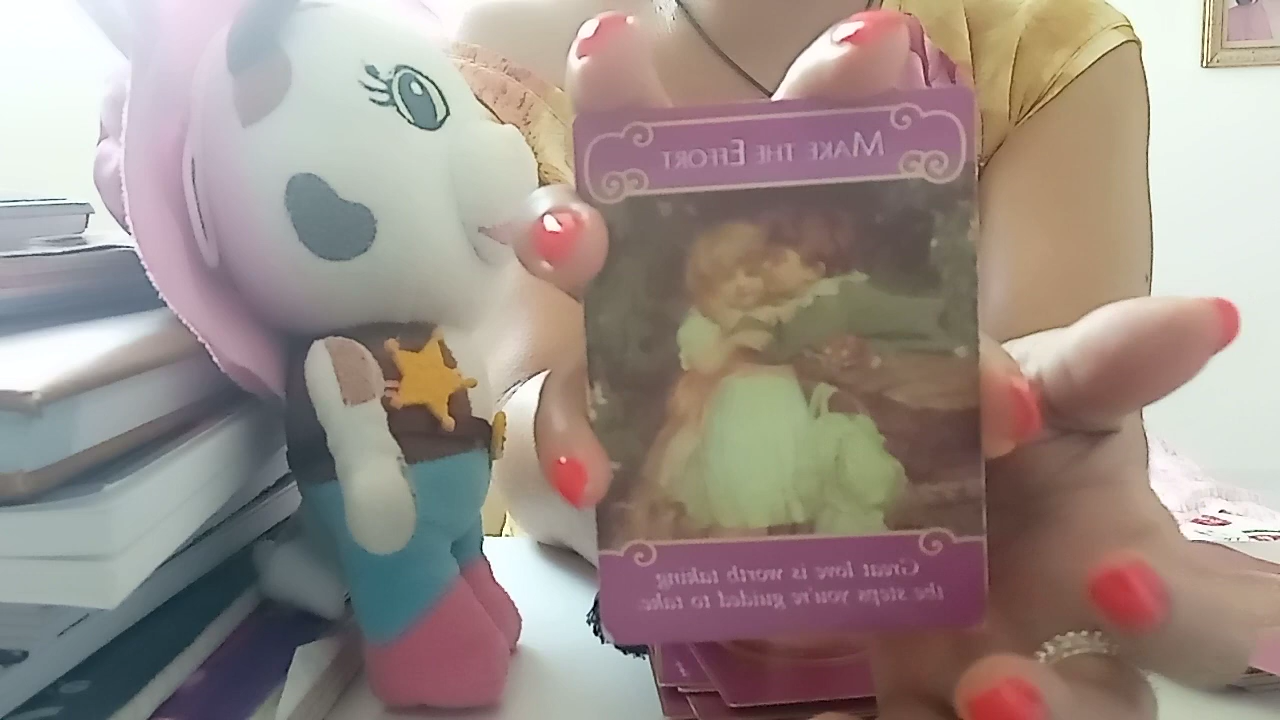 MAKE THE EFFORT
Great love is worth taking
the steps you're guided to take.